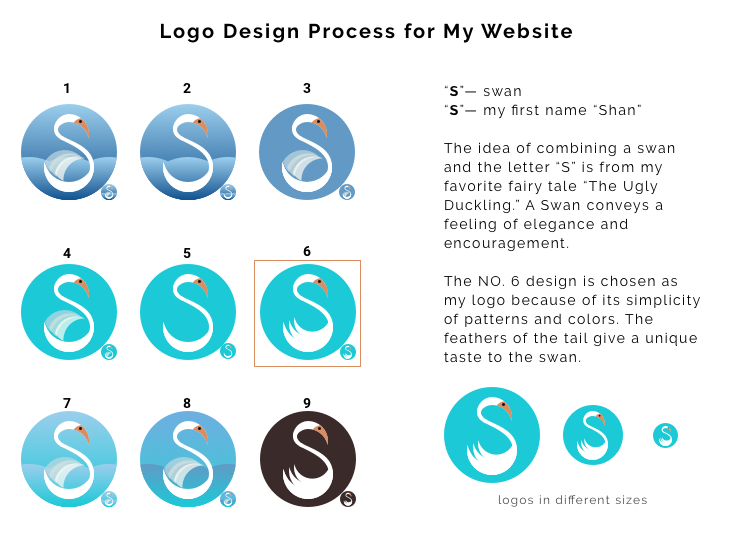 Logo Design Process for My Website
1 2 3
4 5 6
7 8 9
“S”— swan
“S”— my first name “Shan”
The idea of combining a swan
and the letter “S” is from my
favorite fairy tale “The Ugly
Duckling.” A Swan conveys a
feeling of elegance and
encouragement.
The NO. 6 design is chosen as
my logo because of its simplicity
of patterns and colors. The
feathers of the tail give a unique
taste to the swan.
logos in different sizes